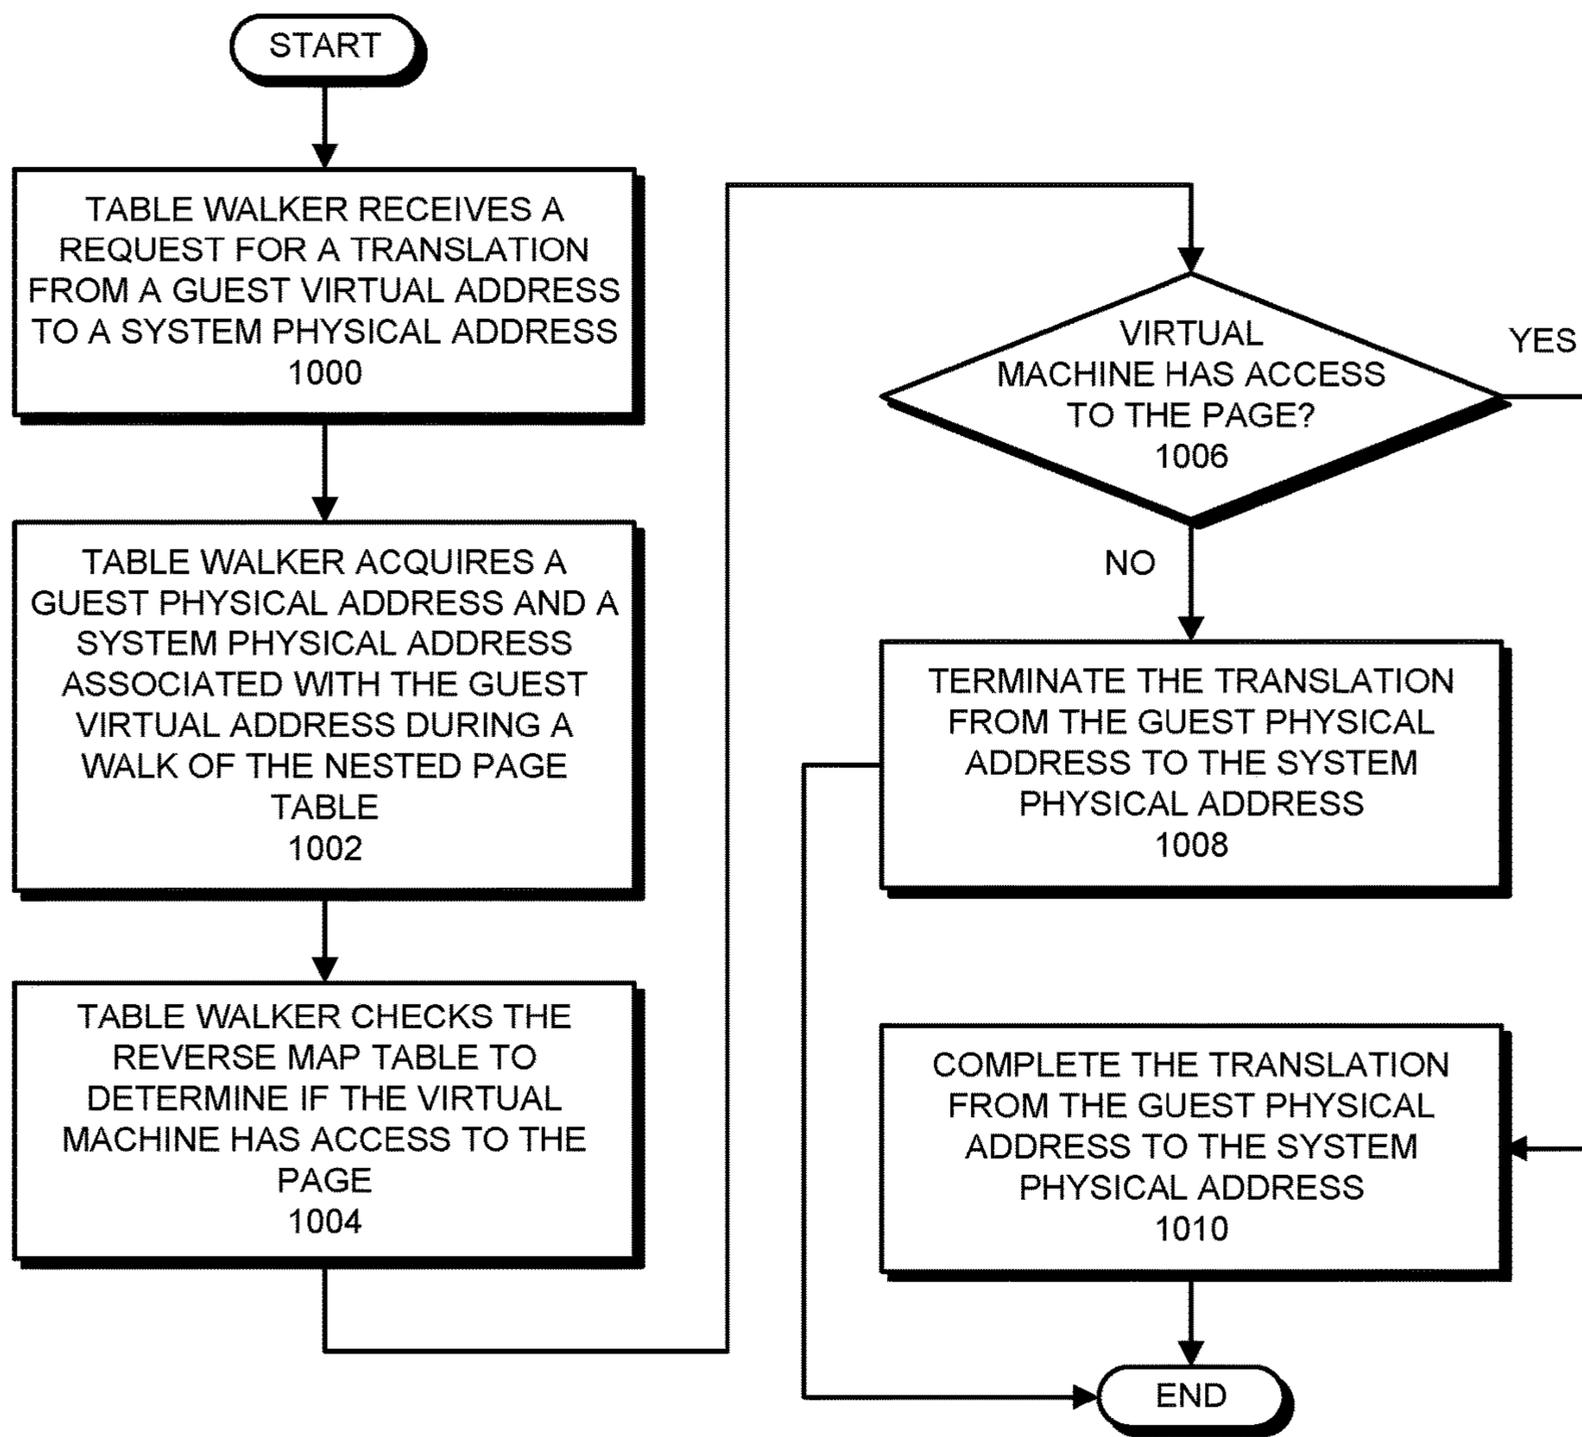 START
TABLE WALKER RECEIVES A
REQUEST FOR A TRANSLATION
FROM A GUEST VIRTUAL ADDRESS
TO A SYSTEM PHYSICAL ADDRESS
1000
TABLE WALKER ACQUIRES A
GUEST PHYSICAL ADDRESS AND A
SYSTEM PHYSICAL ADDRESS
ASSOCIATED WITH THE GUEST
VIRTUAL ADDRESS DURING A
WALK OF THE NESTED PAGE
TABLE
1002
TABLE WALKER CHECKS THE
REVERSE MAP TABLE TO
DETERMINE IF THE VIRTUAL
MACHINE HAS ACCESS TO THE
PAGE
1004
VIRTUAL
MACHINE HAS ACCESS
TO THE PAGE?
1006
YES
NO
TERMINATE THE TRANSLATION
FROM THE GUEST PHYSICAL
ADDRESS TO THE SYSTEM
PHYSICAL ADDRESS
1008
COMPLETE THE TRANSLATION
FROM THE GUEST PHYSICAL
ADDRESS TO THE SYSTEM
PHYSICAL ADDRESS
1010
END